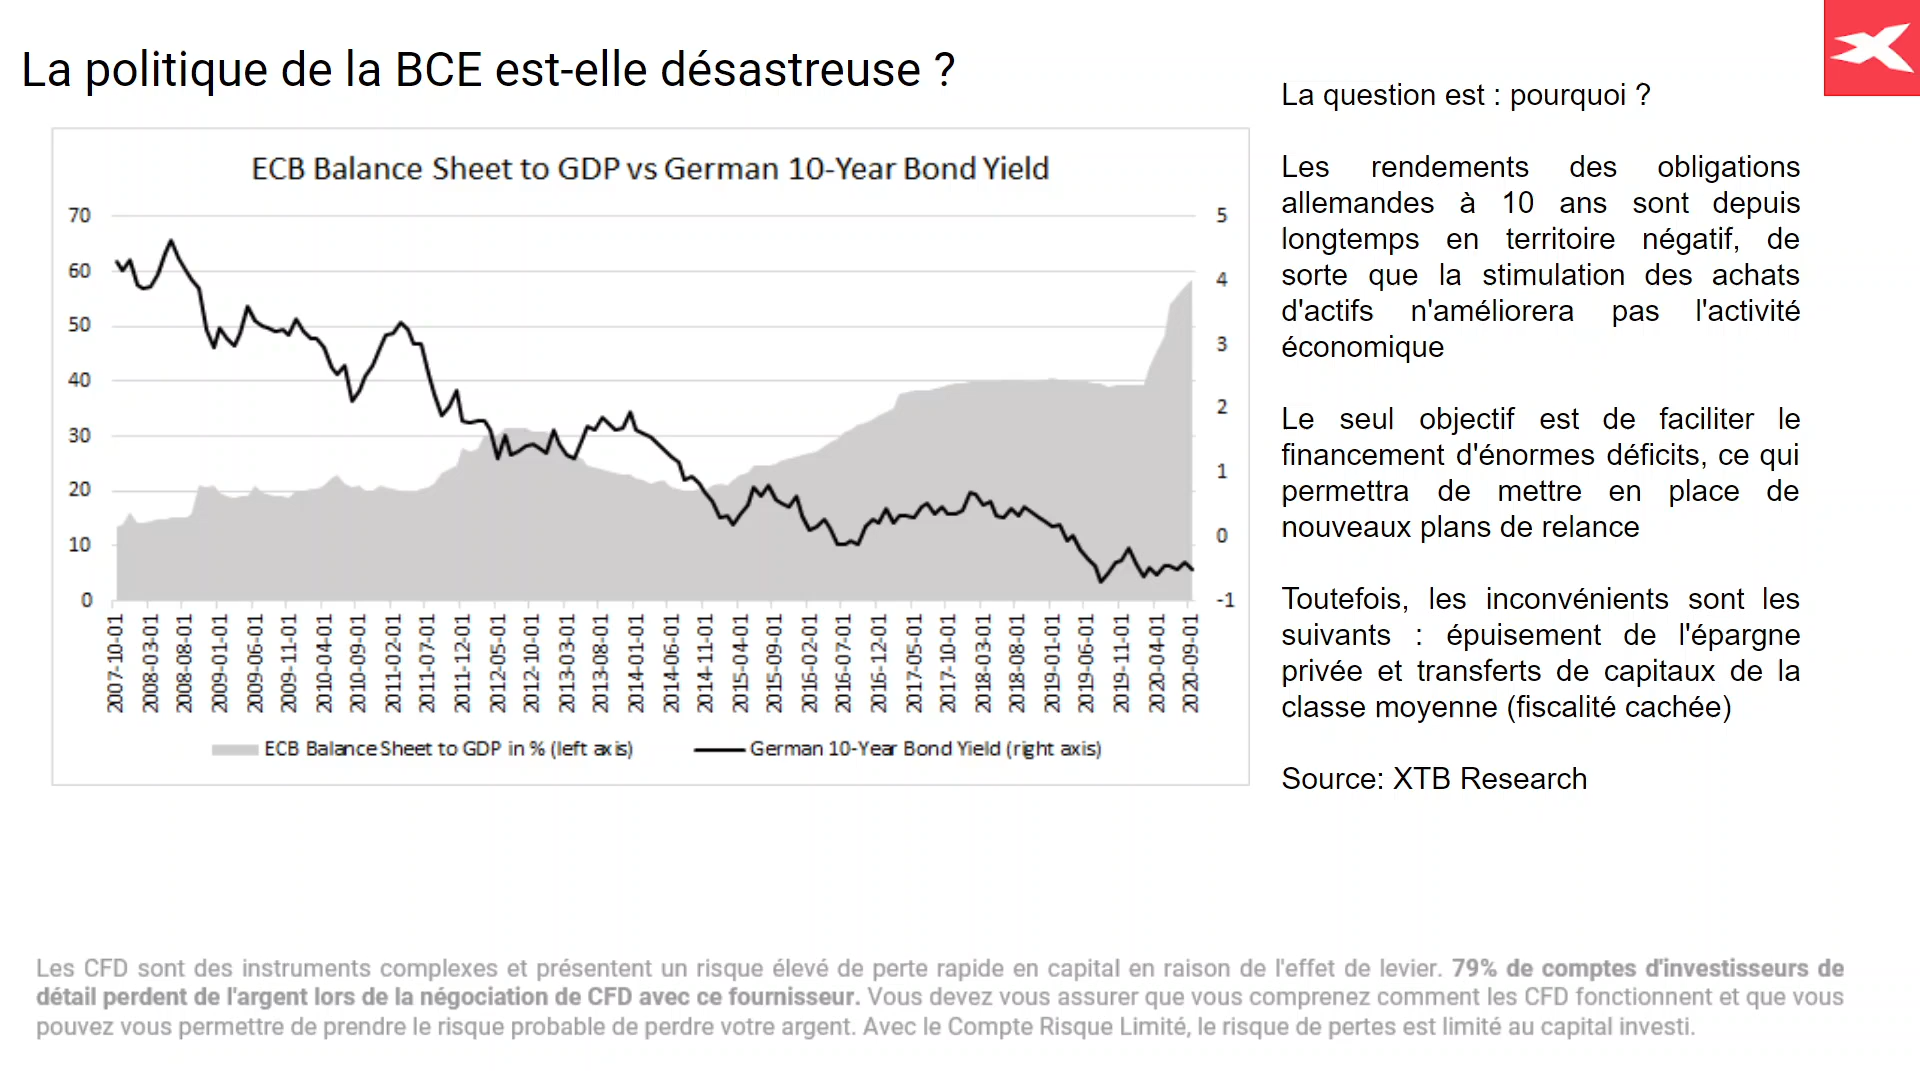 La politique de la BCE est-elle désastreuse ?
ECB Balance Sheet to GDP vs German 10-Year Bond Yield
70
60
50
40
30
20
10
0
5
4
3
2
1
0
-1
2007-10-01
2008-03-01
2008-08-01
2009-01-01
2009-06-01
2009-11-01
2010-04-01
2010-09-01
2011-02-01
2011-07-01
2011-12-01
2012-05-01
2012-10-01
2013-03-01
2013-08-01
2014-01-01
2014-06-01
2014-11-01
2015-04-01
2015-09-01
2016-02-01
2016-07-01
2016-12-01
2017-05-01
2017-10-01
2018-03-01
2018-08-01
2019-01-01
2019-06-01
2019-11-01
2020-04-01
2020-09-01
ECB Balance Sheet to GDP in % (left axis)
German 10-Year Bond Yield (right axis)
La question est : pourquoi ?
Les rendements des obligations
allemandes à 10 ans sont depuis
longtemps en territoire négatif, de
sorte que la stimulation des achats
d'actifs n'améliorera pas l'activité
économique
Le seul objectif est de faciliter le
financement d'énormes déficits, ce qui
permettra de mettre en place de
nouveaux plans de relance
Toutefois, les inconvénients sont les
suivants : épuisement de l'épargne
privée et transferts de capitaux de la
classe moyenne (fiscalité cachée)
Source: XTB Research
Les CFD sont des instruments complexes et présentent un risque élevé de perte rapide en capital en raison de l'effet de levier. 79% de comptes d'investisseurs de
détail perdent de l'argent lors de la négociation de CFD avec ce fournisseur. Vous devez vous assurer que vous comprenez comment les CFD fonctionnent et que vous
pouvez vous permettre de prendre le risque probable de perdre votre argent. Avec le Compte Risque Limité, le risque de pertes est limité au capital investi.